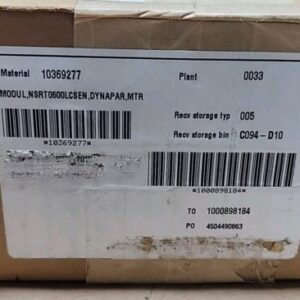 Material 10369277 Plant 0033
MODUL,NSRT0600LCSEN,DYNAPAR,MTR
Recv storage typ 005
Recv storage bin C094-D10
*10369277*
*1000898184*
TO 1000898184
PO 4504490863